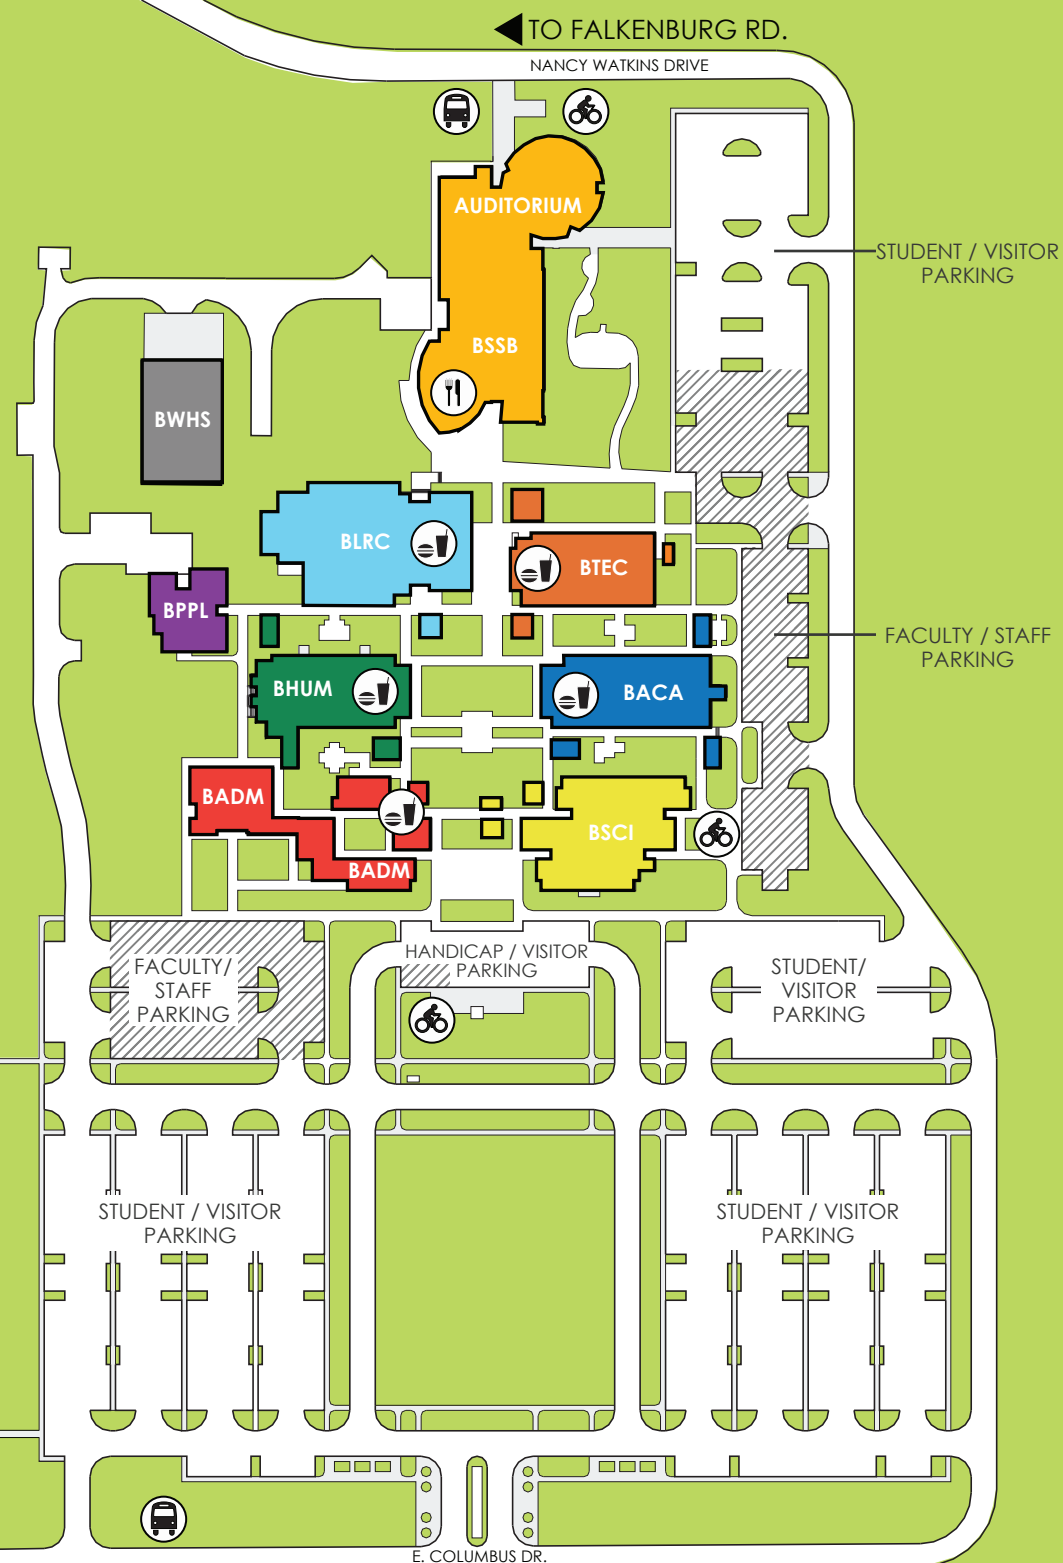 TO FALKENBURG RD.
NANCY WATKINS DRIVE
AUDITORIUM
STUDENT / VISITOR
PARKING
BSSB
BWHS
BLRC
BTEC
BPPL
FACULTY / STAFF
PARKING
BHUM
BACA
BADM
BSCI
BADM
HANDICAP / VISITOR
PARKING
FACULTY/
STAFF
PARKING
STUDENT/
VISITOR
PARKING
STUDENT / VISITOR
PARKING
STUDENT / VISITOR
PARKING
E. COLUMBUS DR.